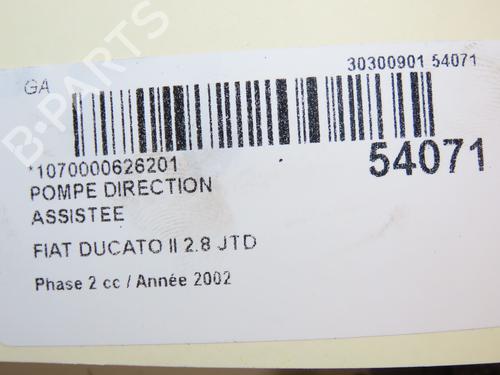 GA
30300901 54071
*1070000626201
54071
POMPE DIRECTION
ASSISTEE
FIAT DUCATO II 2.8 JTD
Phase 2 cc / Année 2002
B-PARTS